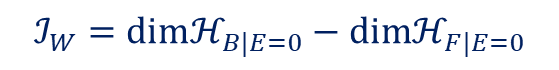 ℐ_W = dimℋ_{B|E=0} − dimℋ_{F|E=0}